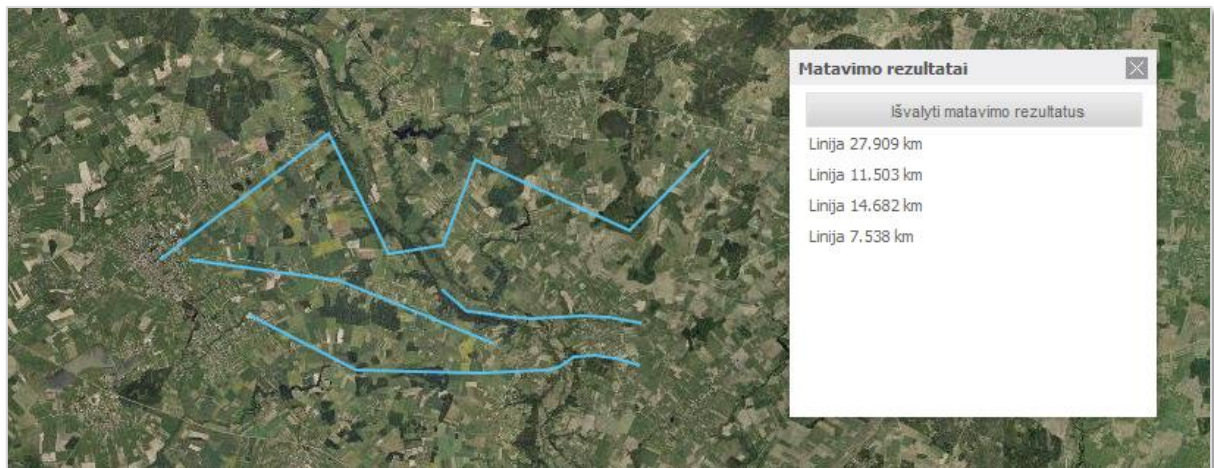 Matavimo rezultatai
Išvalyti matavimo rezultatus
Linija 27.909 km
Linija 11.503 km
Linija 14.682 km
Linija 7.538 km